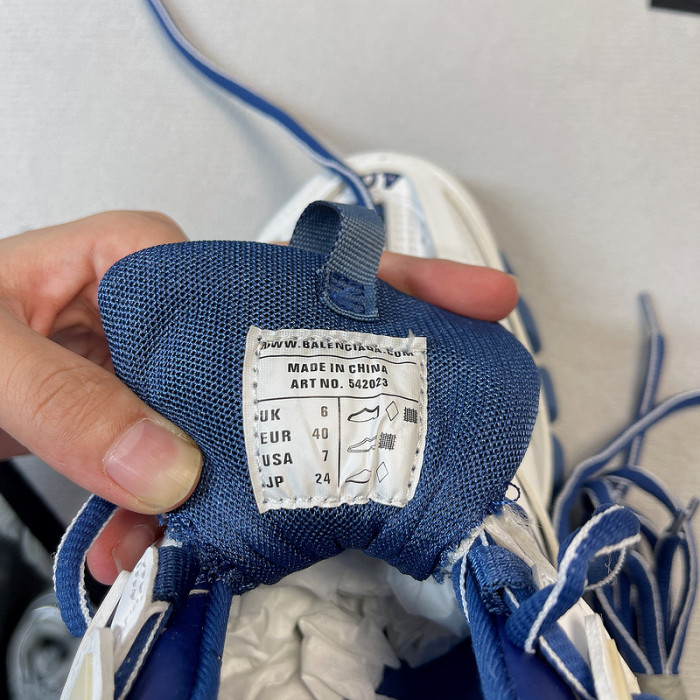 WWW.BALENCIAGA.COM
MADE IN CHINA
ART NO. 542023
UK 6
EUR 40
USA 7
JP 24